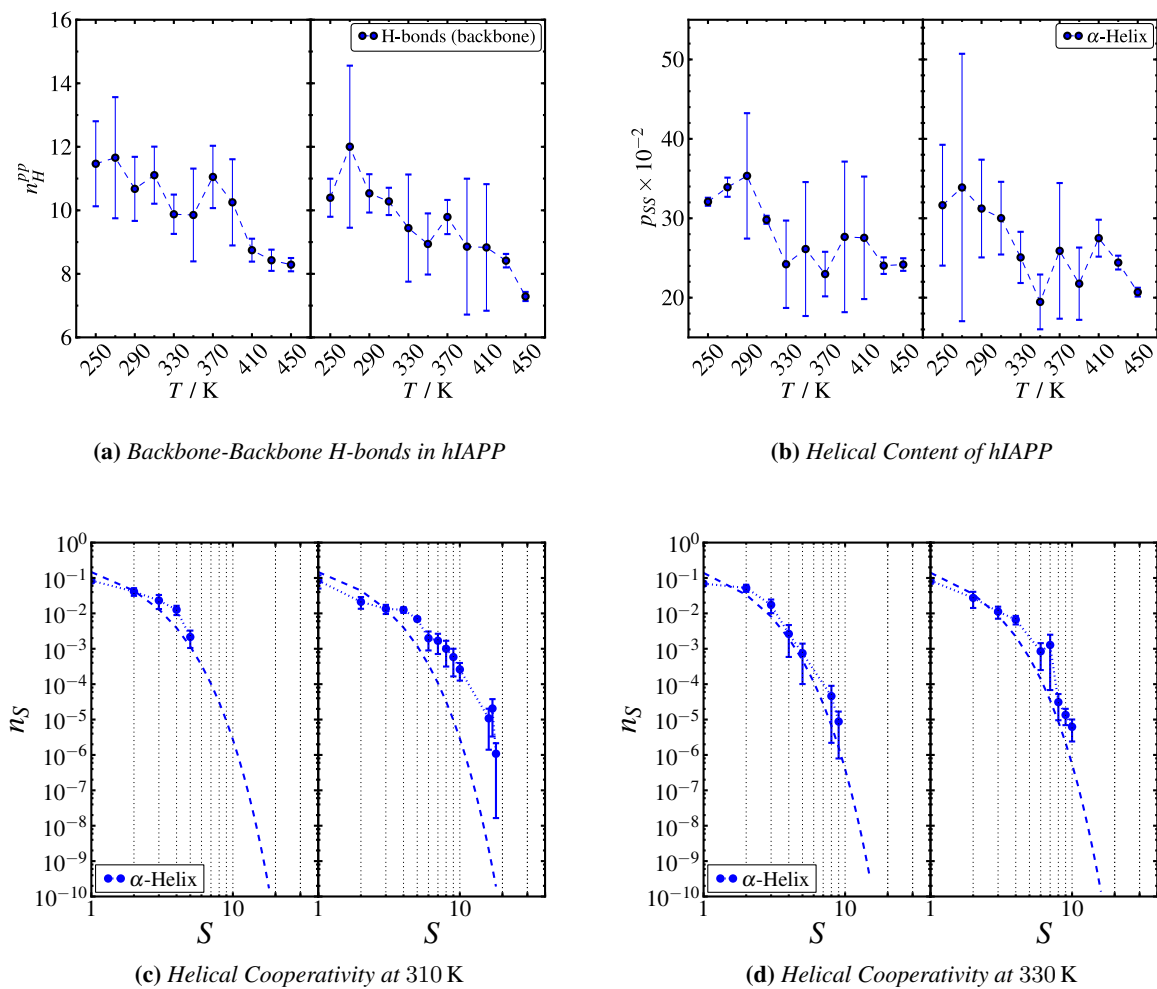 16
14
12
10
8
6
n_H^{pp}
H-bonds (backbone)
250 290 330 370 410 450
250 290 330 370 410 450
T / K
T / K
(a) Backbone-Backbone H-bonds in hIAPP
50
40
30
20
p_{SS} × 10^{-2}
α-Helix
250 290 330 370 410 450
250 290 330 370 410 450
T / K
T / K
(b) Helical Content of hIAPP
10^0
10^{-1}
10^{-2}
10^{-3}
10^{-4}
10^{-5}
10^{-6}
10^{-7}
10^{-8}
10^{-9}
10^{-10}
n_S
α-Helix
1 10
1 10
S
S
(c) Helical Cooperativity at 310 K
10^0
10^{-1}
10^{-2}
10^{-3}
10^{-4}
10^{-5}
10^{-6}
10^{-7}
10^{-8}
10^{-9}
10^{-10}
n_S
α-Helix
1 10
1 10
S
S
(d) Helical Cooperativity at 330 K